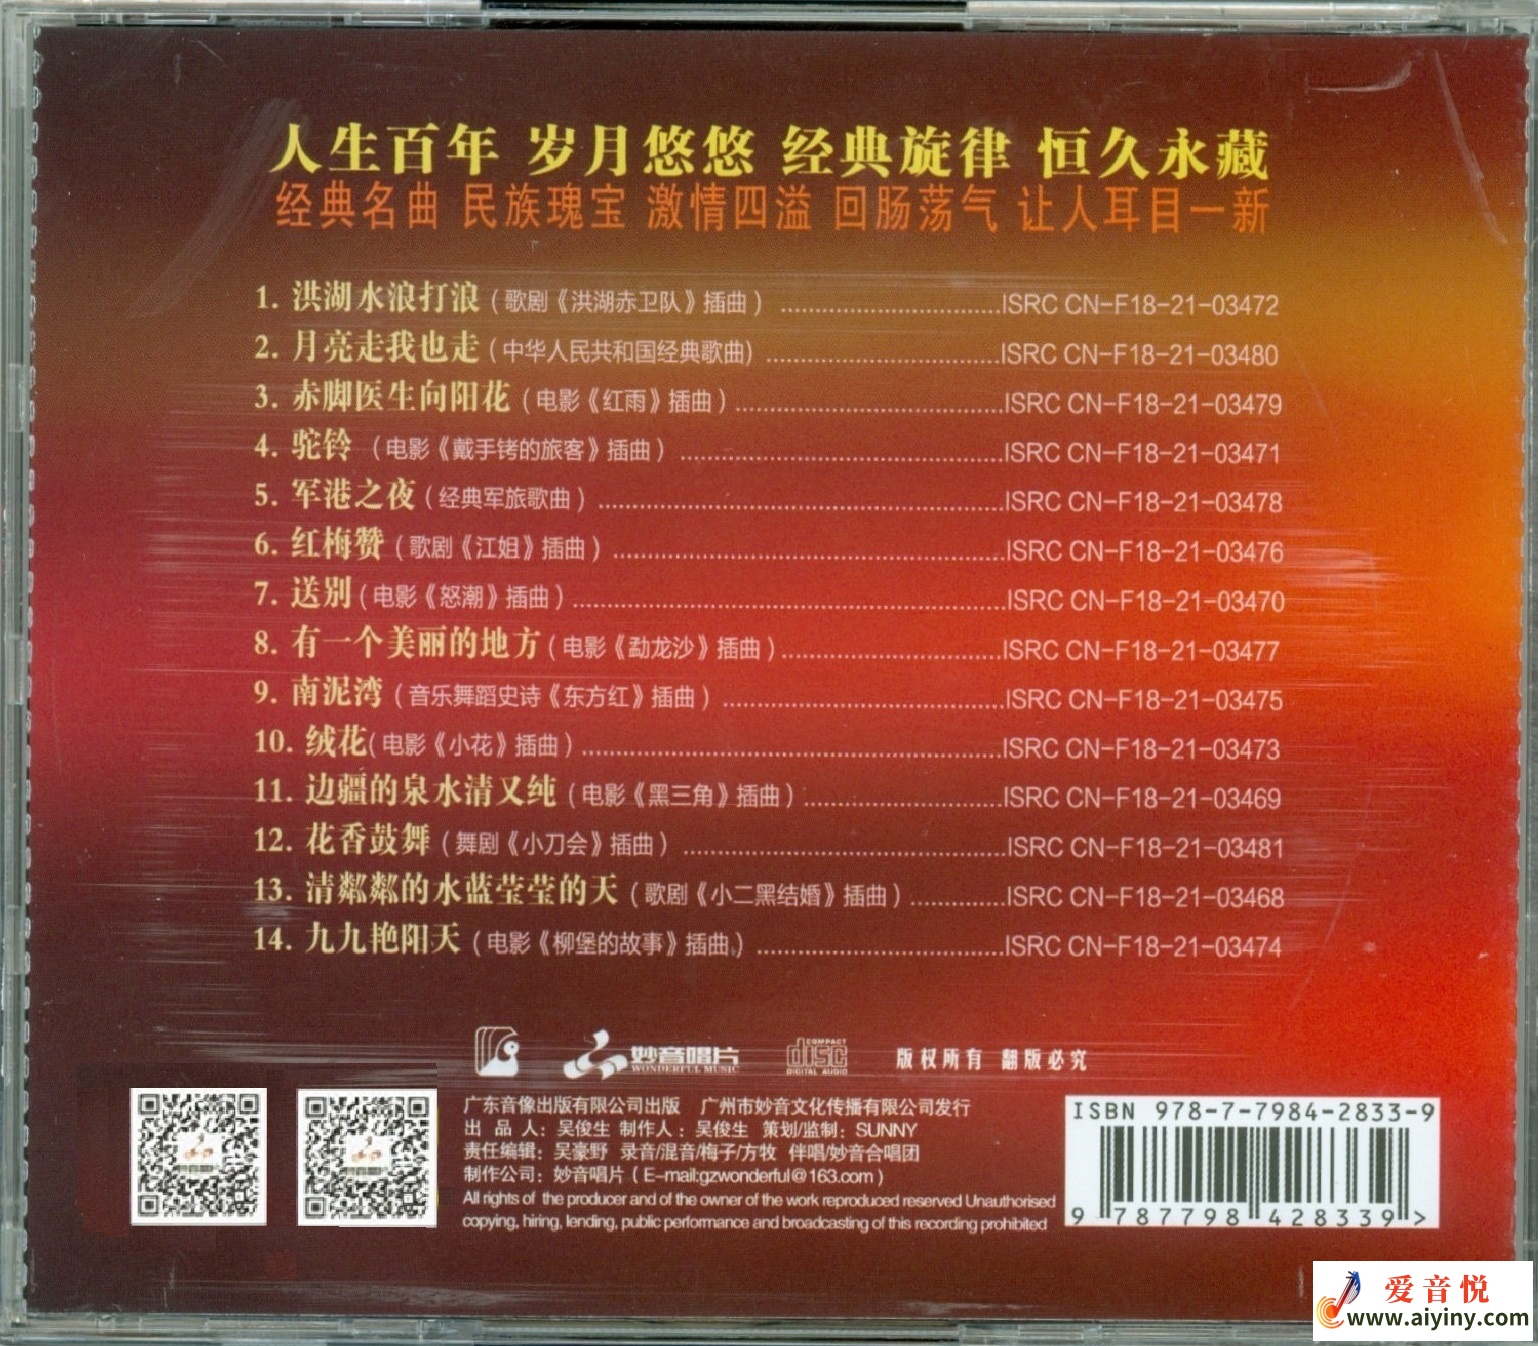 人生百年 岁月悠悠 经典旋律 恒久永藏
经典名曲 民族瑰宝 激情四溢 回肠荡气 让人耳目一新
1. 洪湖水浪打浪（歌剧《洪湖赤卫队》插曲）........................ISRC CN-F18-21-03472
2. 月亮走我也走（中华人民共和国经典歌曲）........................ISRC CN-F18-21-03480
3. 赤脚医生向阳花（电影《红雨》插曲）........................ISRC CN-F18-21-03479
4. 驼铃（电影《戴手铐的旅客》插曲）........................ISRC CN-F18-21-03471
5. 军港之夜（经典军旅歌曲）........................ISRC CN-F18-21-03478
6. 红梅赞（歌剧《江姐》插曲）........................ISRC CN-F18-21-03476
7. 送别（电影《怒潮》插曲）........................ISRC CN-F18-21-03470
8. 有一个美丽的地方（电影《勐龙沙》插曲）........................ISRC CN-F18-21-03477
9. 南泥湾（音乐舞蹈史诗《东方红》插曲）........................ISRC CN-F18-21-03475
10. 绒花（电影《小花》插曲）........................ISRC CN-F18-21-03473
11. 边疆的泉水清又纯（电影《黑三角》插曲）........................ISRC CN-F18-21-03469
12. 花香鼓舞（舞剧《小刀会》插曲）........................ISRC CN-F18-21-03481
13. 清粼粼的水蓝莹莹的天（歌剧《小二黑结婚》插曲）............ISRC CN-F18-21-03468
14. 九九艳阳天（电影《柳堡的故事》插曲）........................ISRC CN-F18-21-03474
妙音唱片 WONDERFUL MUSIC COMPACT disc DIGITAL AUDIO 版权所有 翻版必究
广东音像出版有限公司出版 广州市妙音文化传播有限公司发行
出 品 人：吴俊生 制作人：吴俊生 策划/监制：SUNNY
责任编辑：吴豪野 录音/混音/梅子/方牧 伴唱/妙音合唱团
制作公司：妙音唱片（E-mail:gzwonderful@163.com）
All rights of the producer and of the owner of the work reproduced reserved Unauthorised
copying, hiring, lending, public performance and broadcasting of this recording prohibited
ISBN 978-7-7984-2833-9
9 787798 428339 >
爱音悦
www.aiyiny.com